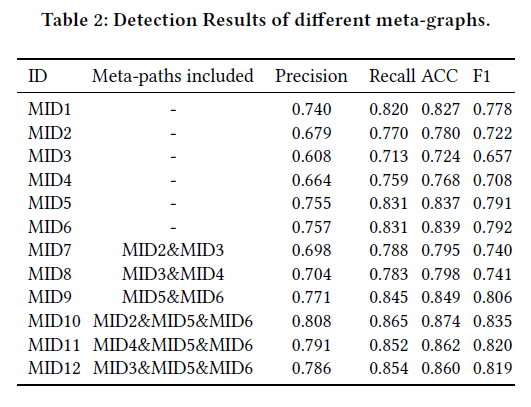 Table 2: Detection Results of different meta-graphs.
ID Meta-paths included Precision Recall ACC F1
MID1 - 0.740 0.820 0.827 0.778
MID2 - 0.679 0.770 0.780 0.722
MID3 - 0.608 0.713 0.724 0.657
MID4 - 0.664 0.759 0.768 0.708
MID5 - 0.755 0.831 0.837 0.791
MID6 - 0.757 0.831 0.839 0.792
MID7 MID2&MID3 0.698 0.788 0.795 0.740
MID8 MID3&MID4 0.704 0.783 0.798 0.741
MID9 MID5&MID6 0.771 0.845 0.849 0.806
MID10 MID2&MID5&MID6 0.808 0.865 0.874 0.835
MID11 MID4&MID5&MID6 0.791 0.852 0.862 0.820
MID12 MID3&MID5&MID6 0.786 0.854 0.860 0.819